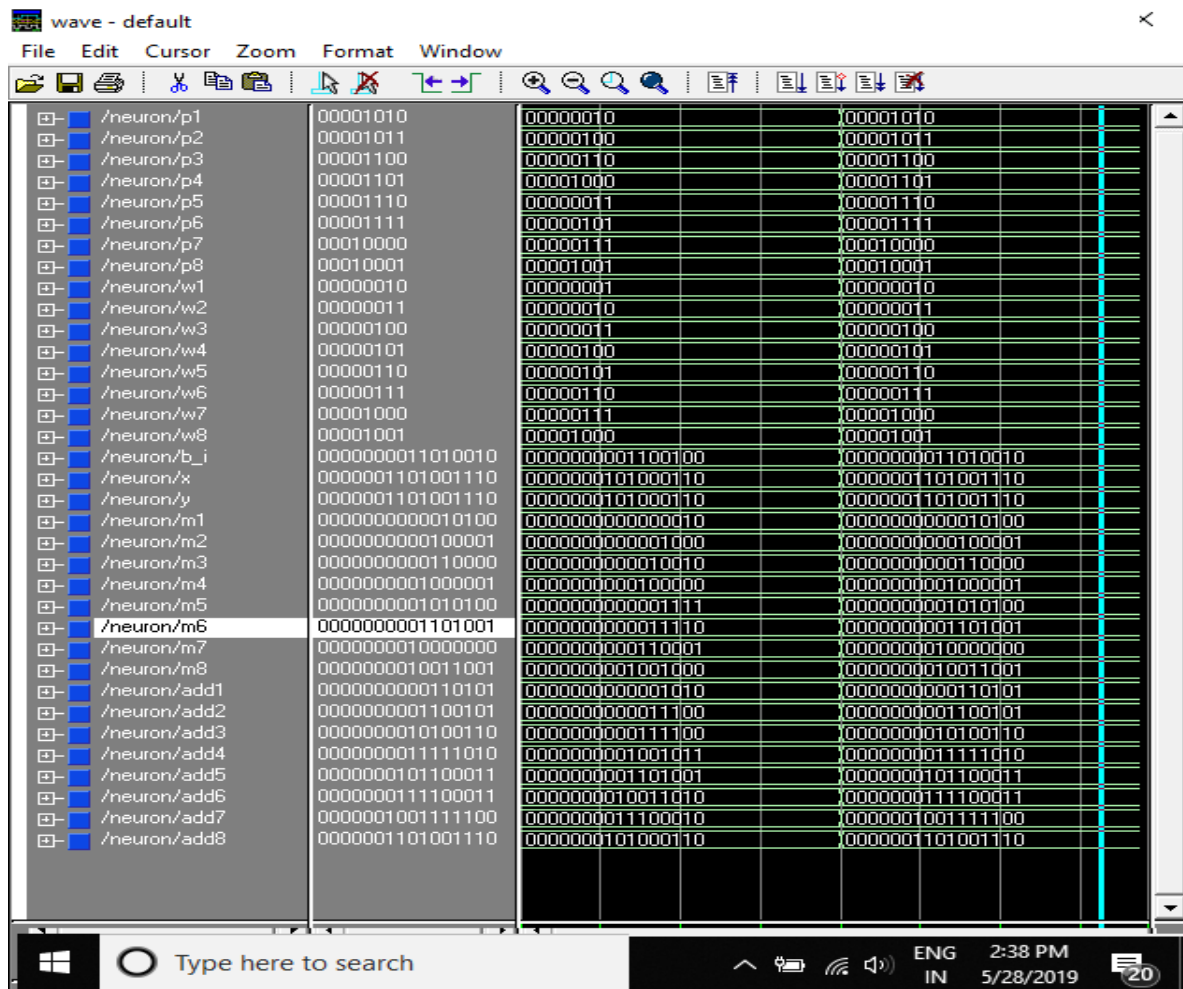 wave - default
File Edit Cursor Zoom Format Window
/neuron/p1 00001010 00000010 00001010
/neuron/p2 00001011 00000100 00001011
/neuron/p3 00001100 00000110 00001100
/neuron/p4 00001101 00001000 00001101
/neuron/p5 00001110 00000011 00001110
/neuron/p6 00001111 00000101 00001111
/neuron/p7 00010000 00000111 00010000
/neuron/p8 00010001 00001001 00010001
/neuron/w1 00000010 00000001 00000010
/neuron/w2 00000011 00000010 00000011
/neuron/w3 00000100 00000011 00000100
/neuron/w4 00000101 00000100 00000101
/neuron/w5 00000110 00000101 00000110
/neuron/w6 00000111 00000110 00000111
/neuron/w7 00001000 00000111 00001000
/neuron/w8 00001001 00001000 00001001
/neuron/b_i 0000000011010010 0000000001100100 0000000011010010
/neuron/x 0000001101001110 0000000101000110 0000001101001110
/neuron/y 0000001101001110 0000000101000110 0000001101001110
/neuron/m1 0000000000010100 0000000000000010 0000000000010100
/neuron/m2 0000000000100001 0000000000001000 0000000000100001
/neuron/m3 0000000000110000 0000000000010010 0000000000110000
/neuron/m4 0000000001000001 0000000000100000 0000000001000001
/neuron/m5 0000000001010100 0000000000001111 0000000001010100
/neuron/m6 0000000001101001 0000000000011110 0000000001101001
/neuron/m7 0000000010000000 0000000000110001 0000000010000000
/neuron/m8 0000000010011001 0000000001001000 0000000010011001
/neuron/add1 0000000000110101 0000000000001010 0000000000110101
/neuron/add2 0000000001100101 0000000000011100 0000000001100101
/neuron/add3 0000000010100110 0000000000111100 0000000010100110
/neuron/add4 0000000011111010 0000000001001011 0000000011111010
/neuron/add5 0000000101100011 0000000001101001 0000000101100011
/neuron/add6 0000000111100011 0000000010011010 0000000111100011
/neuron/add7 0000001001111100 0000000011100010 0000001001111100
/neuron/add8 0000001101001110 0000000101000110 0000001101001110
Type here to search
ENG 2:38 PM
IN 5/28/2019 20